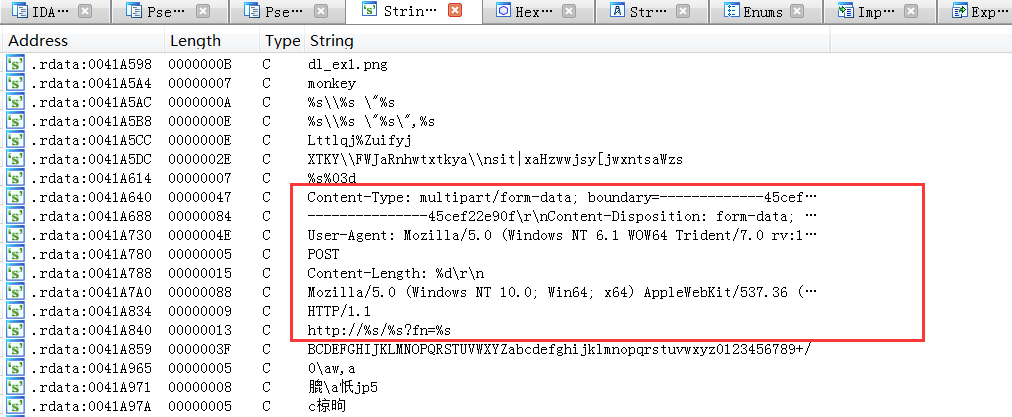 IDA⋯ Pse⋯ Pse⋯ Strin⋯ Hex⋯ Str⋯ Enums Imp⋯ Exp⋯
Address Length Type String
.rdata:0041A598 0000000B C dl_ex1.png
.rdata:0041A5A4 00000007 C monkey
.rdata:0041A5AC 0000000A C %s\\%s \"%s
.rdata:0041A5B8 0000000E C %s\\%s \"%s\",%s
.rdata:0041A5CC 0000000E C Lttlqj%Zuifyj
.rdata:0041A5DC 0000002E C XTKY\\FWJaRnhwtxtkya\\nsit|xaHzwwjsy[jwxntsaWzs
.rdata:0041A614 00000007 C %s%03d
.rdata:0041A640 00000047 C Content-Type: multipart/form-data; boundary=-------------45cef⋯
.rdata:0041A688 00000084 C ---------------45cef22e90f\r\nContent-Disposition: form-data; ⋯
.rdata:0041A730 0000004E C User-Agent: Mozilla/5.0 (Windows NT 6.1 WOW64 Trident/7.0 rv:1⋯
.rdata:0041A780 00000005 C POST
.rdata:0041A788 00000015 C Content-Length: %d\r\n
.rdata:0041A7A0 00000088 C Mozilla/5.0 (Windows NT 10.0; Win64; x64) AppleWebKit/537.36 (⋯
.rdata:0041A834 00000009 C HTTP/1.1
.rdata:0041A840 00000013 C http://%s/%s?fn=%s
.rdata:0041A859 0000003F C BCDEFGHIJKLMNOPQRSTUVWXYZabcdefghijklmnopqrstuvwxyz0123456789+/
.rdata:0041A965 00000005 C 0\aw,a
.rdata:0041A971 00000008 C \a怟jp5
.rdata:0041A97A 00000005 C c椋昫